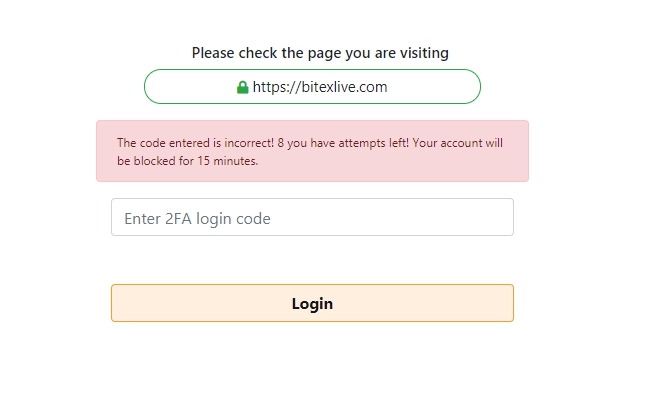 Please check the page you are visiting
https://bitexlive.com
The code entered is incorrect! 8 you have attempts left! Your account will
be blocked for 15 minutes.
Enter 2FA login code
Login